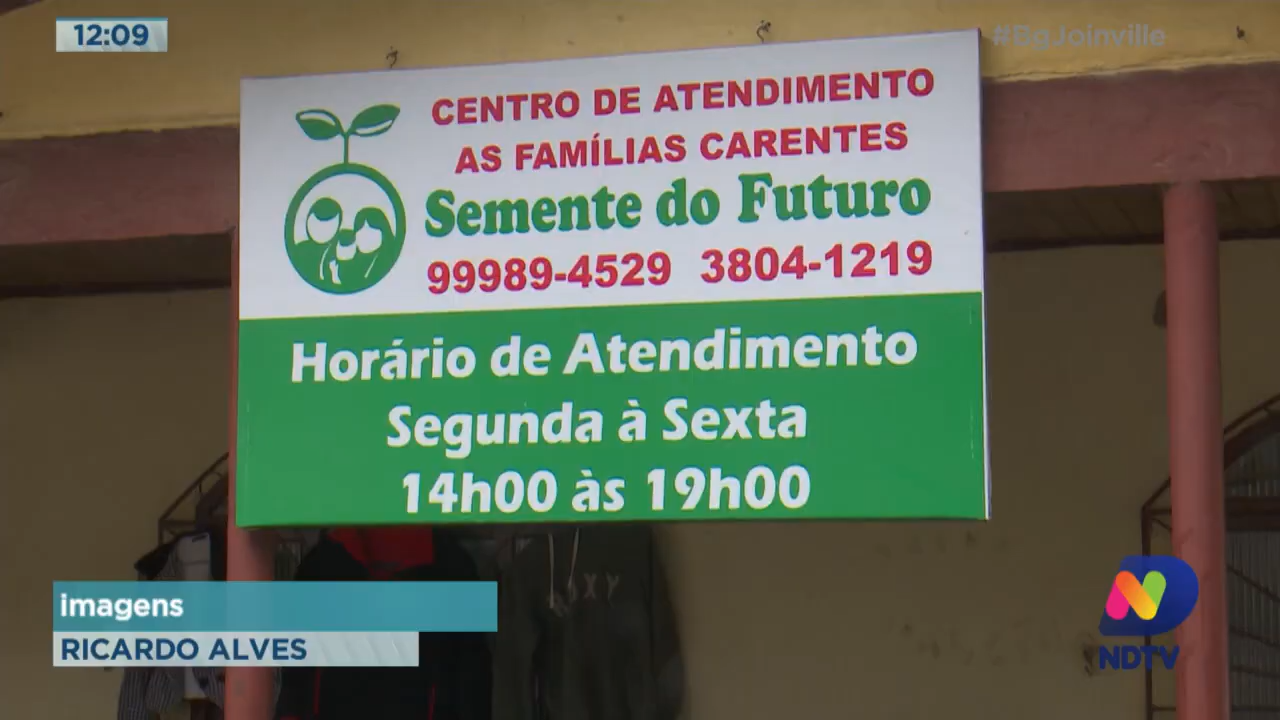 12:09
#BgJoinville
CENTRO DE ATENDIMENTO
AS FAMÍLIAS CARENTES
Semente do Futuro
99989-4529 3804-1219
Horário de Atendimento
Segunda à Sexta
14h00 às 19h00
imagens
RICARDO ALVES
NDTV